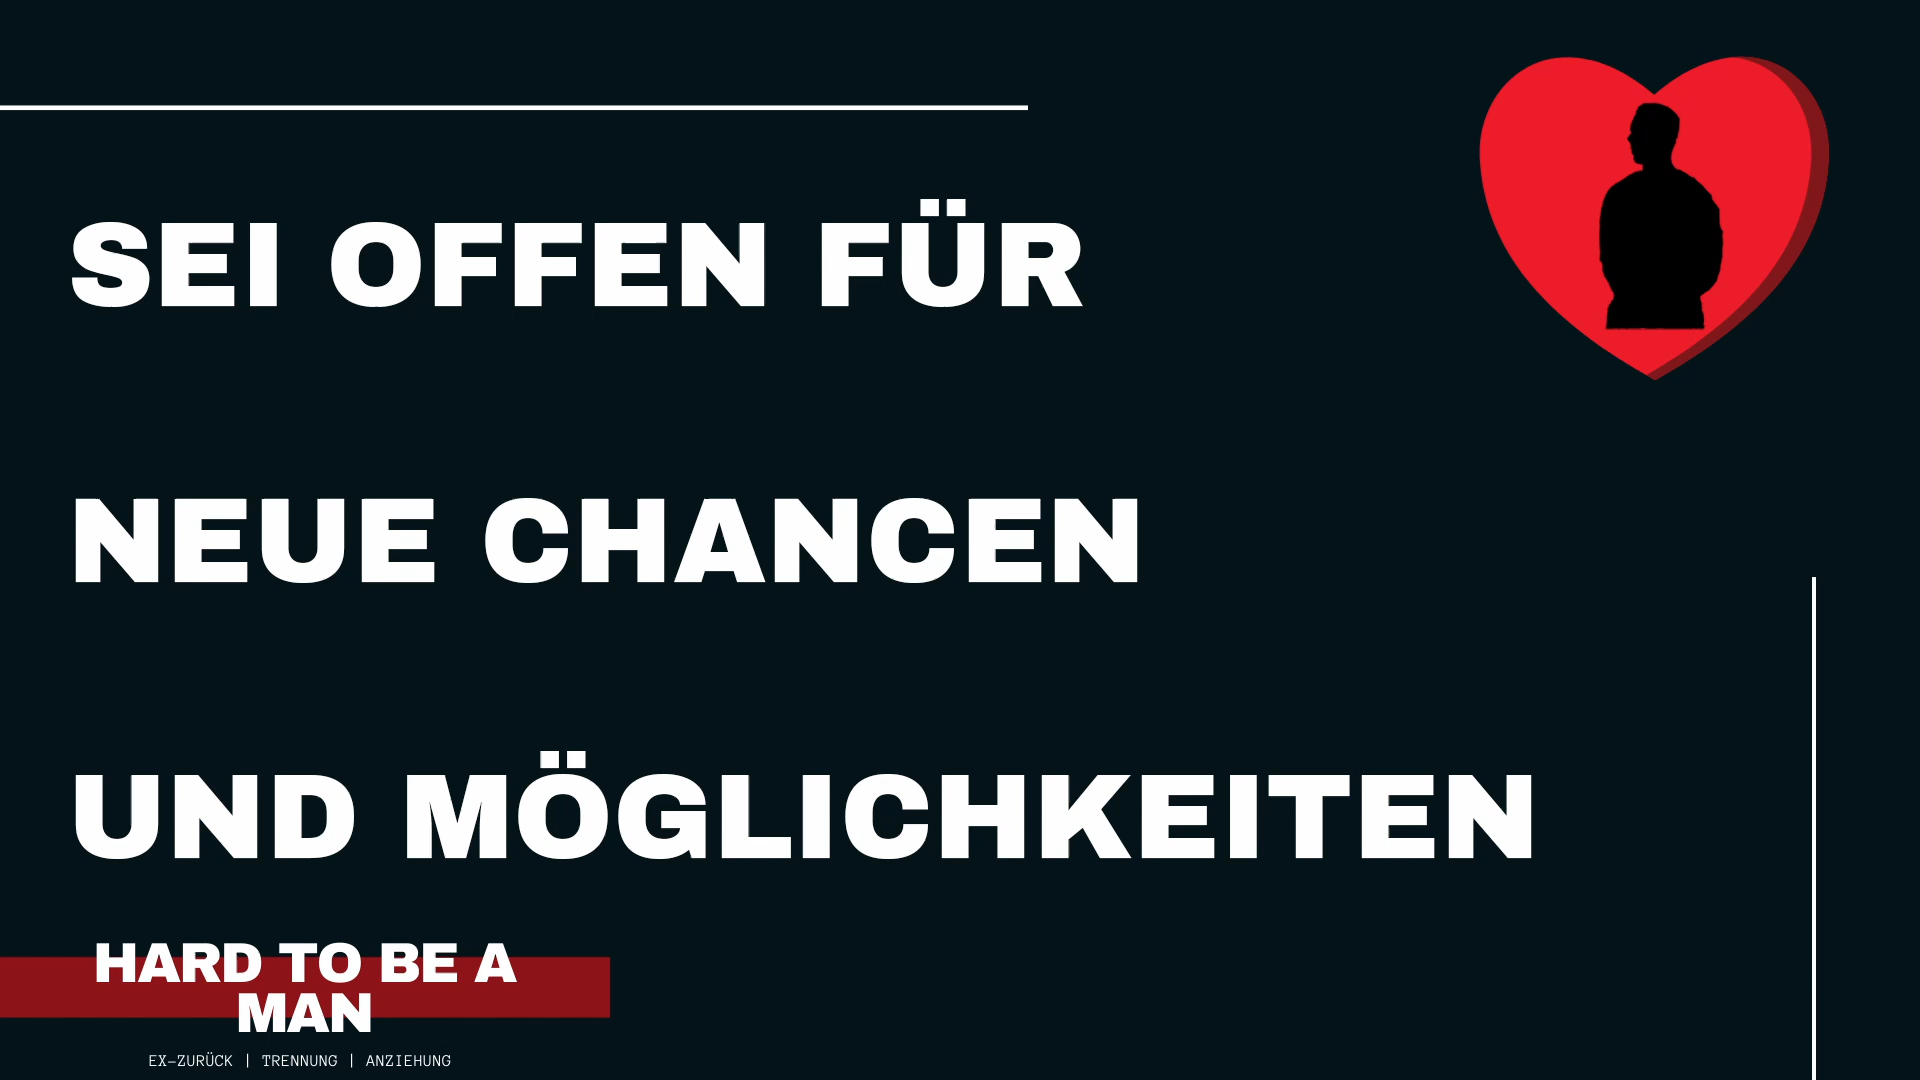 SEI OFFEN FÜR
NEUE CHANCEN
UND MÖGLICHKEITEN
HARD TO BE A
MAN
EX-ZURÜCK | TRENNUNG | ANZIEHUNG